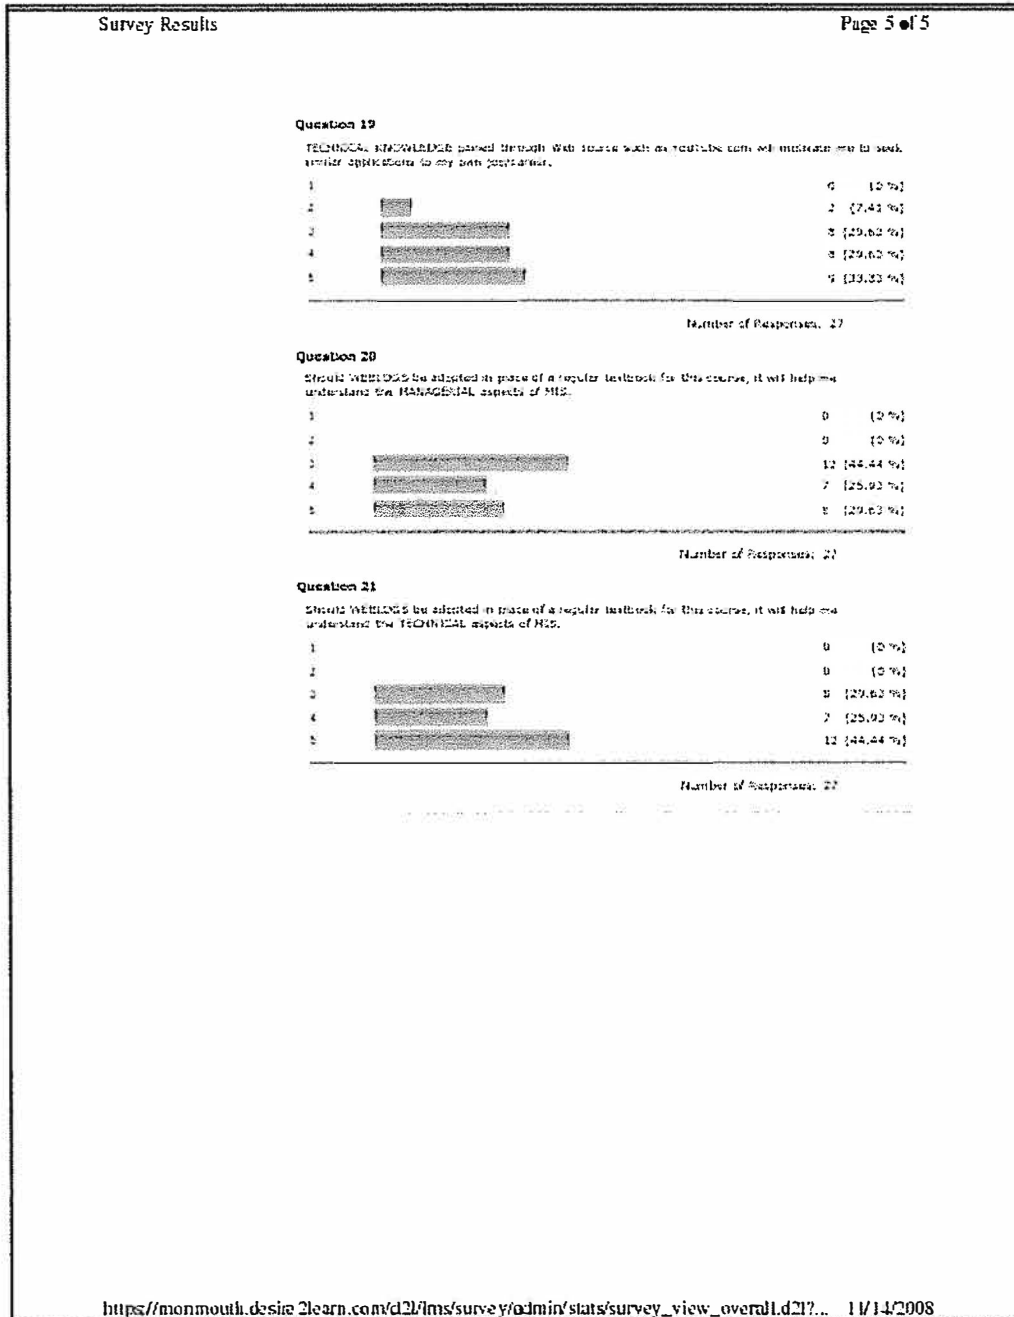 Survey Results Page 5 of 5
Question 19
TECHNICAL KNOWLEDGE gained through Web source such as YouTube.com will motivate me to seek
similar applications to my own job/career.
1 0 (0 %)
2 2 (7.41 %)
3 8 (29.63 %)
4 8 (29.63 %)
5 9 (33.33 %)
Number of Responses: 27
Question 20
Should WEBLOGS be adopted in place of a regular textbook for this course, it will help me
understand the MANAGERIAL aspects of MIS.
1 0 (0 %)
2 0 (0 %)
3 12 (44.44 %)
4 7 (25.93 %)
5 8 (29.63 %)
Number of Responses: 27
Question 21
Should WEBLOGS be adopted in place of a regular textbook for this course, it will help me
understand the TECHNICAL aspects of MIS.
1 0 (0 %)
2 0 (0 %)
3 8 (29.63 %)
4 7 (25.93 %)
5 12 (44.44 %)
Number of Responses: 27
https://monmouth.desire2learn.com/d2l/lms/survey/admin/stats/survey_view_overall.d2l?... 11/14/2008